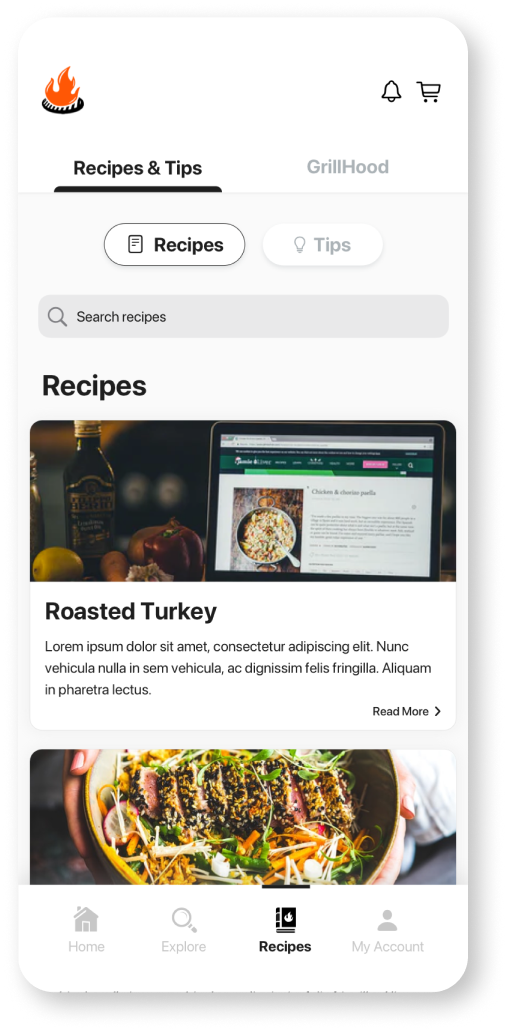 Recipes & Tips
GrillHood
Recipes
Tips
Search recipes
Recipes
Chicken & chorizo paella
Roasted Turkey
Lorem ipsum dolor sit amet, consectetur adipiscing elit. Nunc
vehicula nulla in sem vehicula, ac dignissim felis fringilla. Aliquam
in pharetra lectus.
Read More
Home
Explore
Recipes
My Account